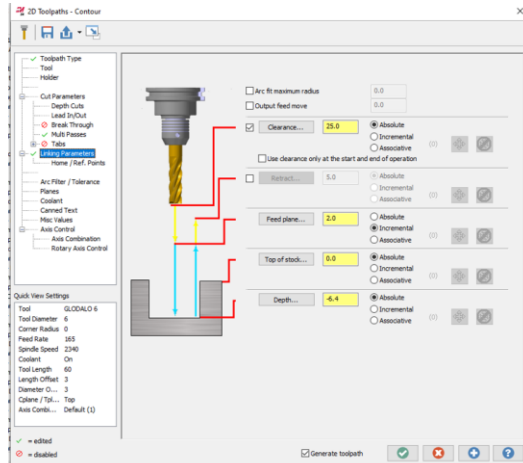 2D Toolpaths - Contour
Toolpath Type
Tool
Holder
Cut Parameters
Depth Cuts
Lead In/Out
Break Through
Multi Passes
Tabs
Linking Parameters
Home / Ref. Points
Arc Filter / Tolerance
Planes
Coolant
Canned Text
Misc Values
Axis Control
Axis Combination
Rotary Axis Control
Quick View Settings
Tool GLODALO 6
Tool Diameter 6
Corner Radius 0
Feed Rate 165
Spindle Speed 2340
Coolant On
Tool Length 60
Length Offset 3
Diameter O... 3
Cplane / Tpl... Top
Axis Combi... Default (1)
= edited
= disabled
Arc fit maximum radius 0.0
Output feed move 0.0
Clearance... 25.0 Absolute
Incremental
Associative (0)
Use clearance only at the start and end of operation
Retract... 5.0 Absolute
Incremental
Associative (0)
Feed plane... 2.0 Absolute
Incremental
Associative (0)
Top of stock... 0.0 Absolute
Incremental
Associative (0)
Depth... -6.4 Absolute
Incremental
Associative (0)
Generate toolpath